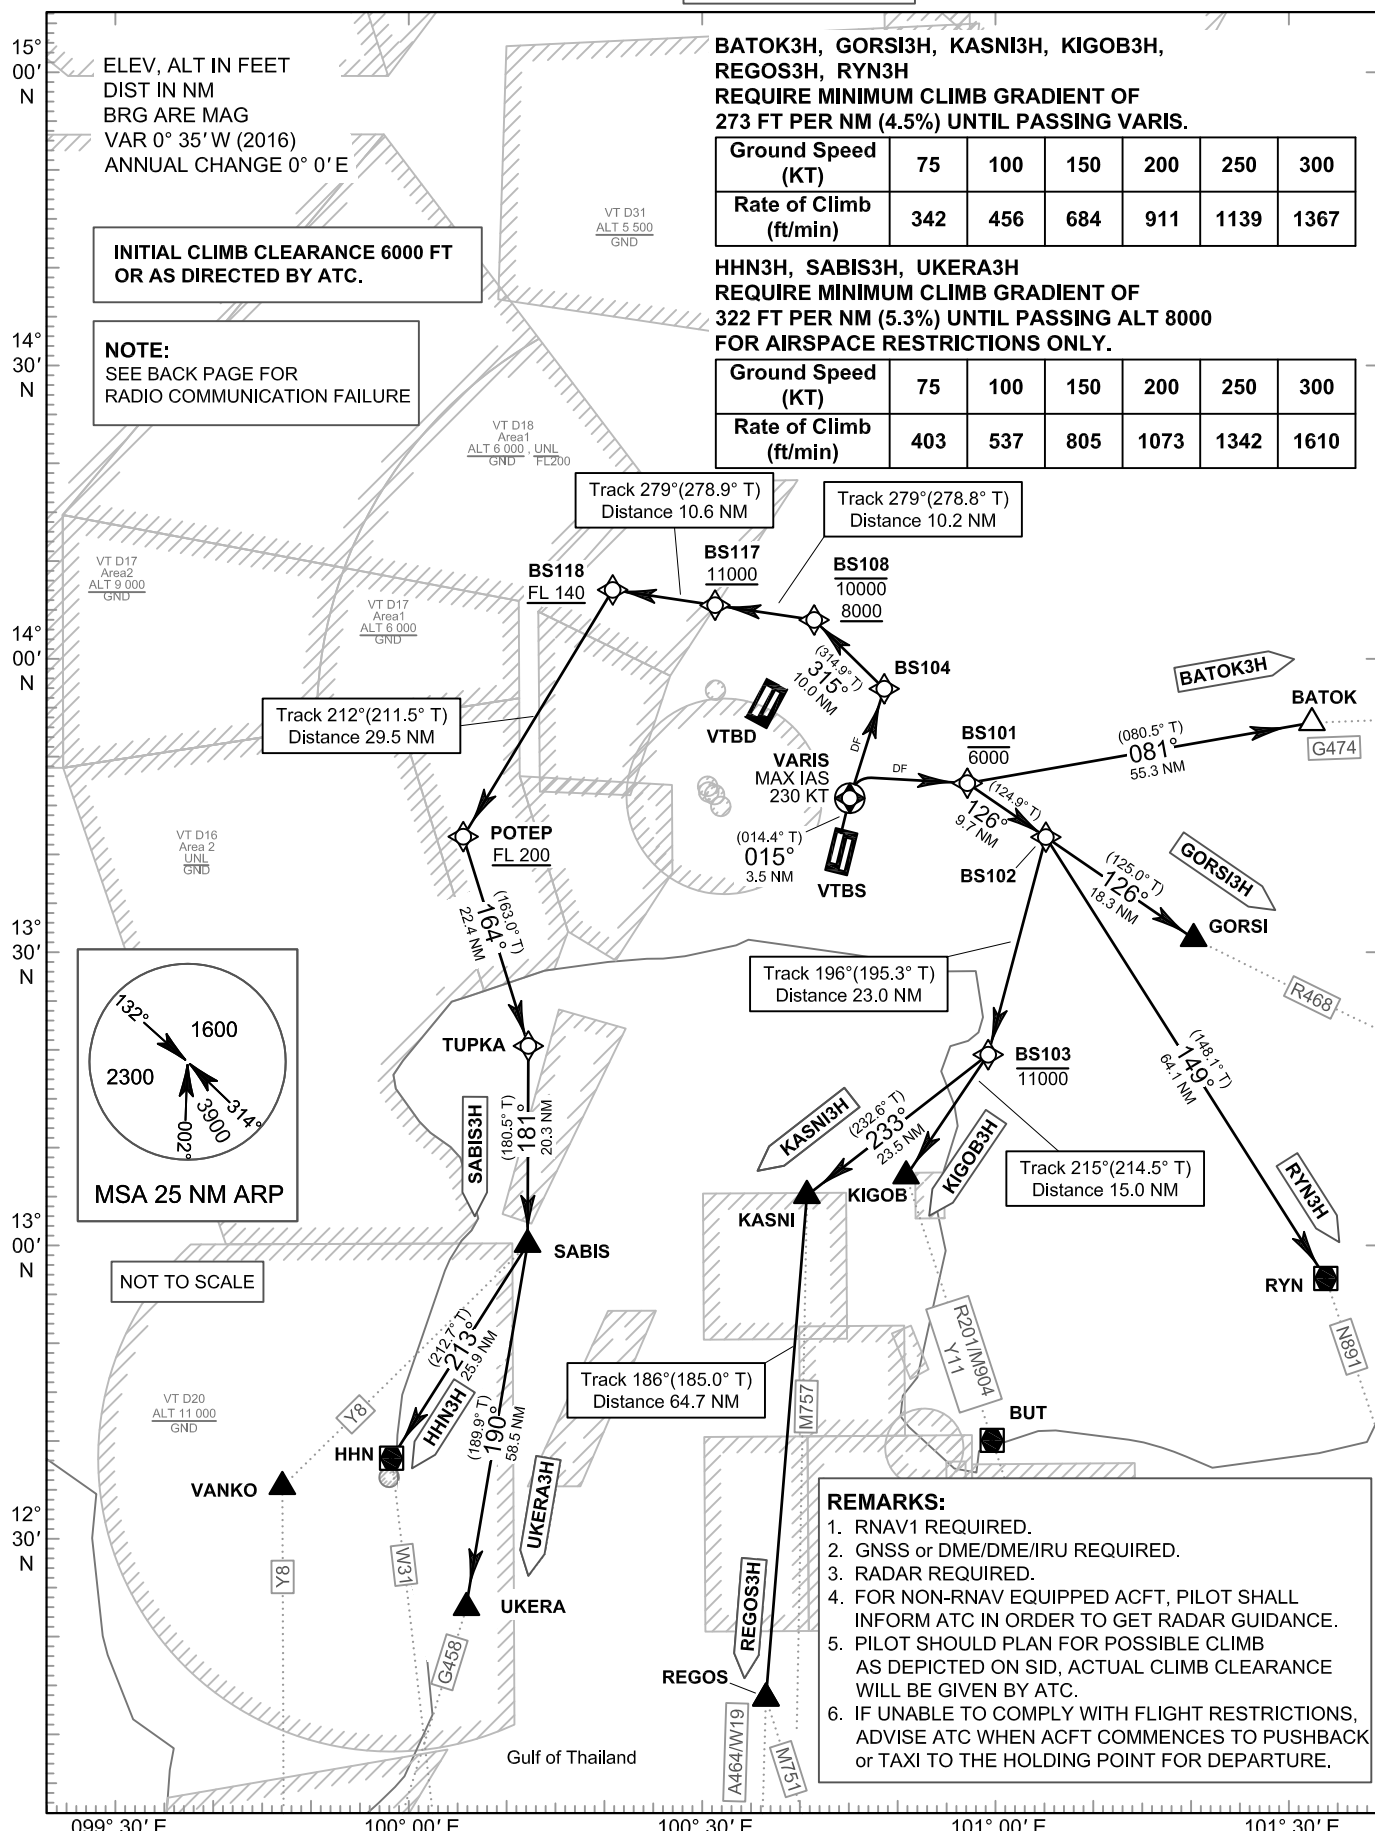 15°
00'
N
ELEV, ALT IN FEET
DIST IN NM
BRG ARE MAG
VAR 0° 35' W (2016)
ANNUAL CHANGE 0° 0' E
INITIAL CLIMB CLEARANCE 6000 FT
OR AS DIRECTED BY ATC.
NOTE:
SEE BACK PAGE FOR
RADIO COMMUNICATION FAILURE
BATOK3H, GORSI3H, KASNI3H, KIGOB3H,
REGOS3H, RYN3H
REQUIRE MINIMUM CLIMB GRADIENT OF
273 FT PER NM (4.5%) UNTIL PASSING VARIS.
Ground Speed (KT) 75 100 150 200 250 300
Rate of Climb (ft/min) 342 456 684 911 1139 1367
HHN3H, SABIS3H, UKERA3H
REQUIRE MINIMUM CLIMB GRADIENT OF
322 FT PER NM (5.3%) UNTIL PASSING ALT 8000
FOR AIRSPACE RESTRICTIONS ONLY.
Ground Speed (KT) 75 100 150 200 250 300
Rate of Climb (ft/min) 403 537 805 1073 1342 1610
VT D31
ALT 5 500
GND
14°
30'
N
VT D18
Area1
ALT 6 000 , UNL
GND FL200
Track 279°(278.9° T)
Distance 10.6 NM
Track 279°(278.8° T)
Distance 10.2 NM
BS118
FL 140
BS117
11000
BS108
10000
8000
VT D17
Area2
ALT 9 000
GND
VT D17
Area1
ALT 6 000
GND
14°
00'
N
(314.9° T)
315°
10.0 NM
BS104
BATOK3H
BATOK
G474
Track 212°(211.5° T)
Distance 29.5 NM
VTBD
DF
VARIS
MAX IAS
230 KT
DF
BS101
6000
(080.5° T)
081°
55.3 NM
(124.9° T)
126°
9.7 NM
VT D16
Area 2
UNL
GND
POTEP
FL 200
(014.4° T)
015°
3.5 NM
VTBS
BS102
(125.0° T)
126°
18.3 NM
GORSI3H
GORSI
R468
(163.0° T)
164°
22.4 NM
13°
30'
N
Track 196°(195.3° T)
Distance 23.0 NM
132°
1600
2300
314°
3900
002°
MSA 25 NM ARP
TUPKA
BS103
11000
(148.1° T)
149°
64.1 NM
SABIS3H
(180.5° T)
181°
20.3 NM
KASNI3H
(232.6° T)
233°
23.5 NM
KIGOB3H
Track 215°(214.5° T)
Distance 15.0 NM
RYN3H
KASNI
KIGOB
13°
00'
N
SABIS
NOT TO SCALE
RYN
N891
(212.7° T)
213°
25.9 NM
HHN3H
Y8
R201/M904
Y11
Track 186°(185.0° T)
Distance 64.7 NM
M757
VT D20
ALT 11 000
GND
(189.9° T)
190°
58.5 NM
BUT
HHN
VANKO
UKERA3H
12°
30'
N
Y8
W31
UKERA
G458
REGOS3H
REGOS
A464/W19
M751
Gulf of Thailand
REMARKS:
1. RNAV1 REQUIRED.
2. GNSS or DME/DME/IRU REQUIRED.
3. RADAR REQUIRED.
4. FOR NON-RNAV EQUIPPED ACFT, PILOT SHALL
INFORM ATC IN ORDER TO GET RADAR GUIDANCE.
5. PILOT SHOULD PLAN FOR POSSIBLE CLIMB
AS DEPICTED ON SID, ACTUAL CLIMB CLEARANCE
WILL BE GIVEN BY ATC.
6. IF UNABLE TO COMPLY WITH FLIGHT RESTRICTIONS,
ADVISE ATC WHEN ACFT COMMENCES TO PUSHBACK
or TAXI TO THE HOLDING POINT FOR DEPARTURE.
099° 30' E 100° 00' E 100° 30' E 101° 00' E 101° 30' E